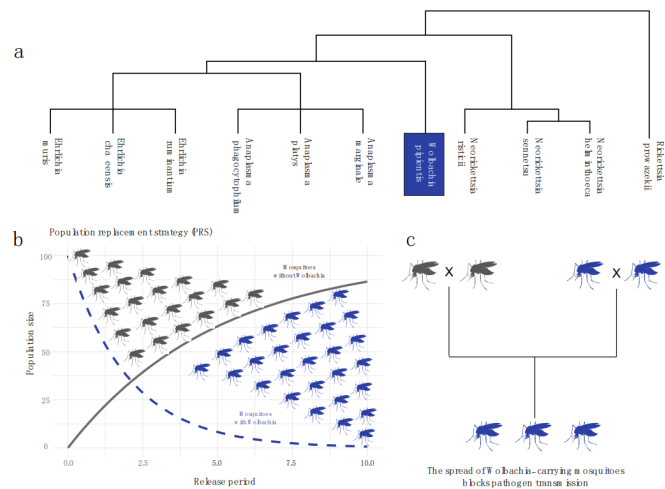 a
Ehrlichia
muris
Ehrlichia
chaeensis
Ehrlichia
ruminantium
Anaplasma
phagocytophilum
Anaplasma
platys
Anaplasma
marginale
Wolbachia
pipientis
Neorickettsia
risticii
Neorickettsia
sennetsu
Neorickettsia
helminthoeca
Rickettsia
prowazekii
b
Population replacement strategy (PRS)
Mosquitoes
without Wolbachia
100
75
50
25
0
Population size
Mosquitoes
with Wolbachia
0.0
2.5
5.0
7.5
10.0
Release period
c
X
X
The spread of Wolbachia-carrying mosquitoes
blocks pathogen transmission